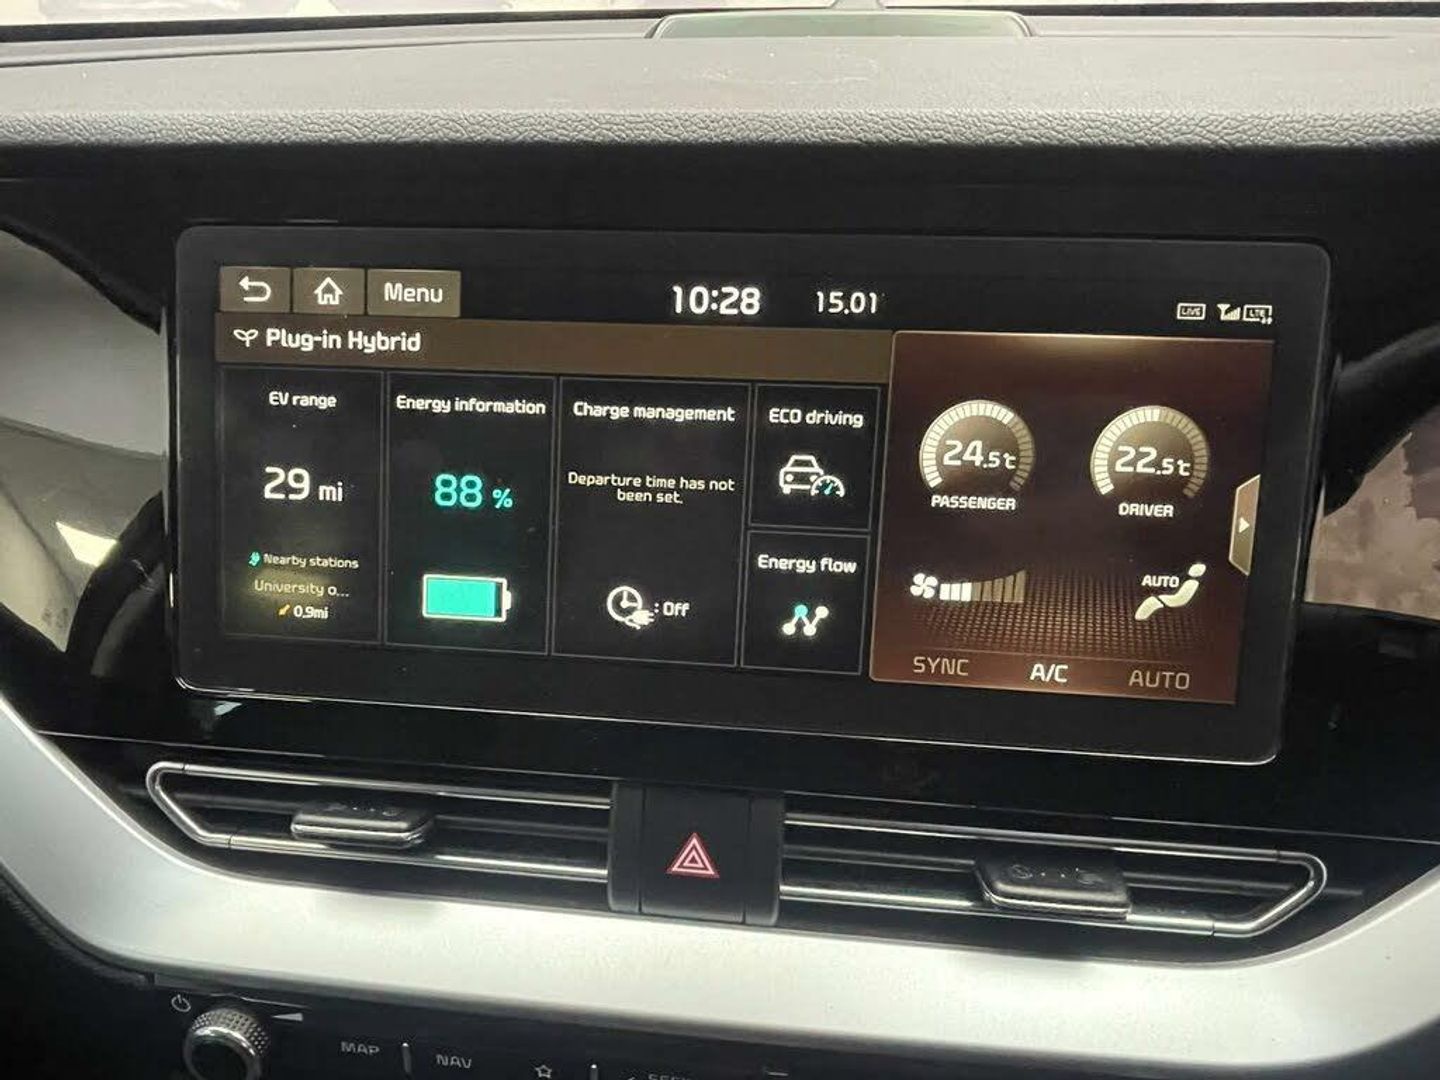 Menu
10:28
15.01
LIVE
LTE
Plug-in Hybrid
EV range
29 mi
Nearby stations
University o...
0.9mi
Energy information
88 %
Charge management
Departure time has not
been set.
: Off
ECO driving
Energy flow
24.5°C
PASSENGER
22.5°C
DRIVER
AUTO
SYNC
A/C
AUTO
MAP
NAV